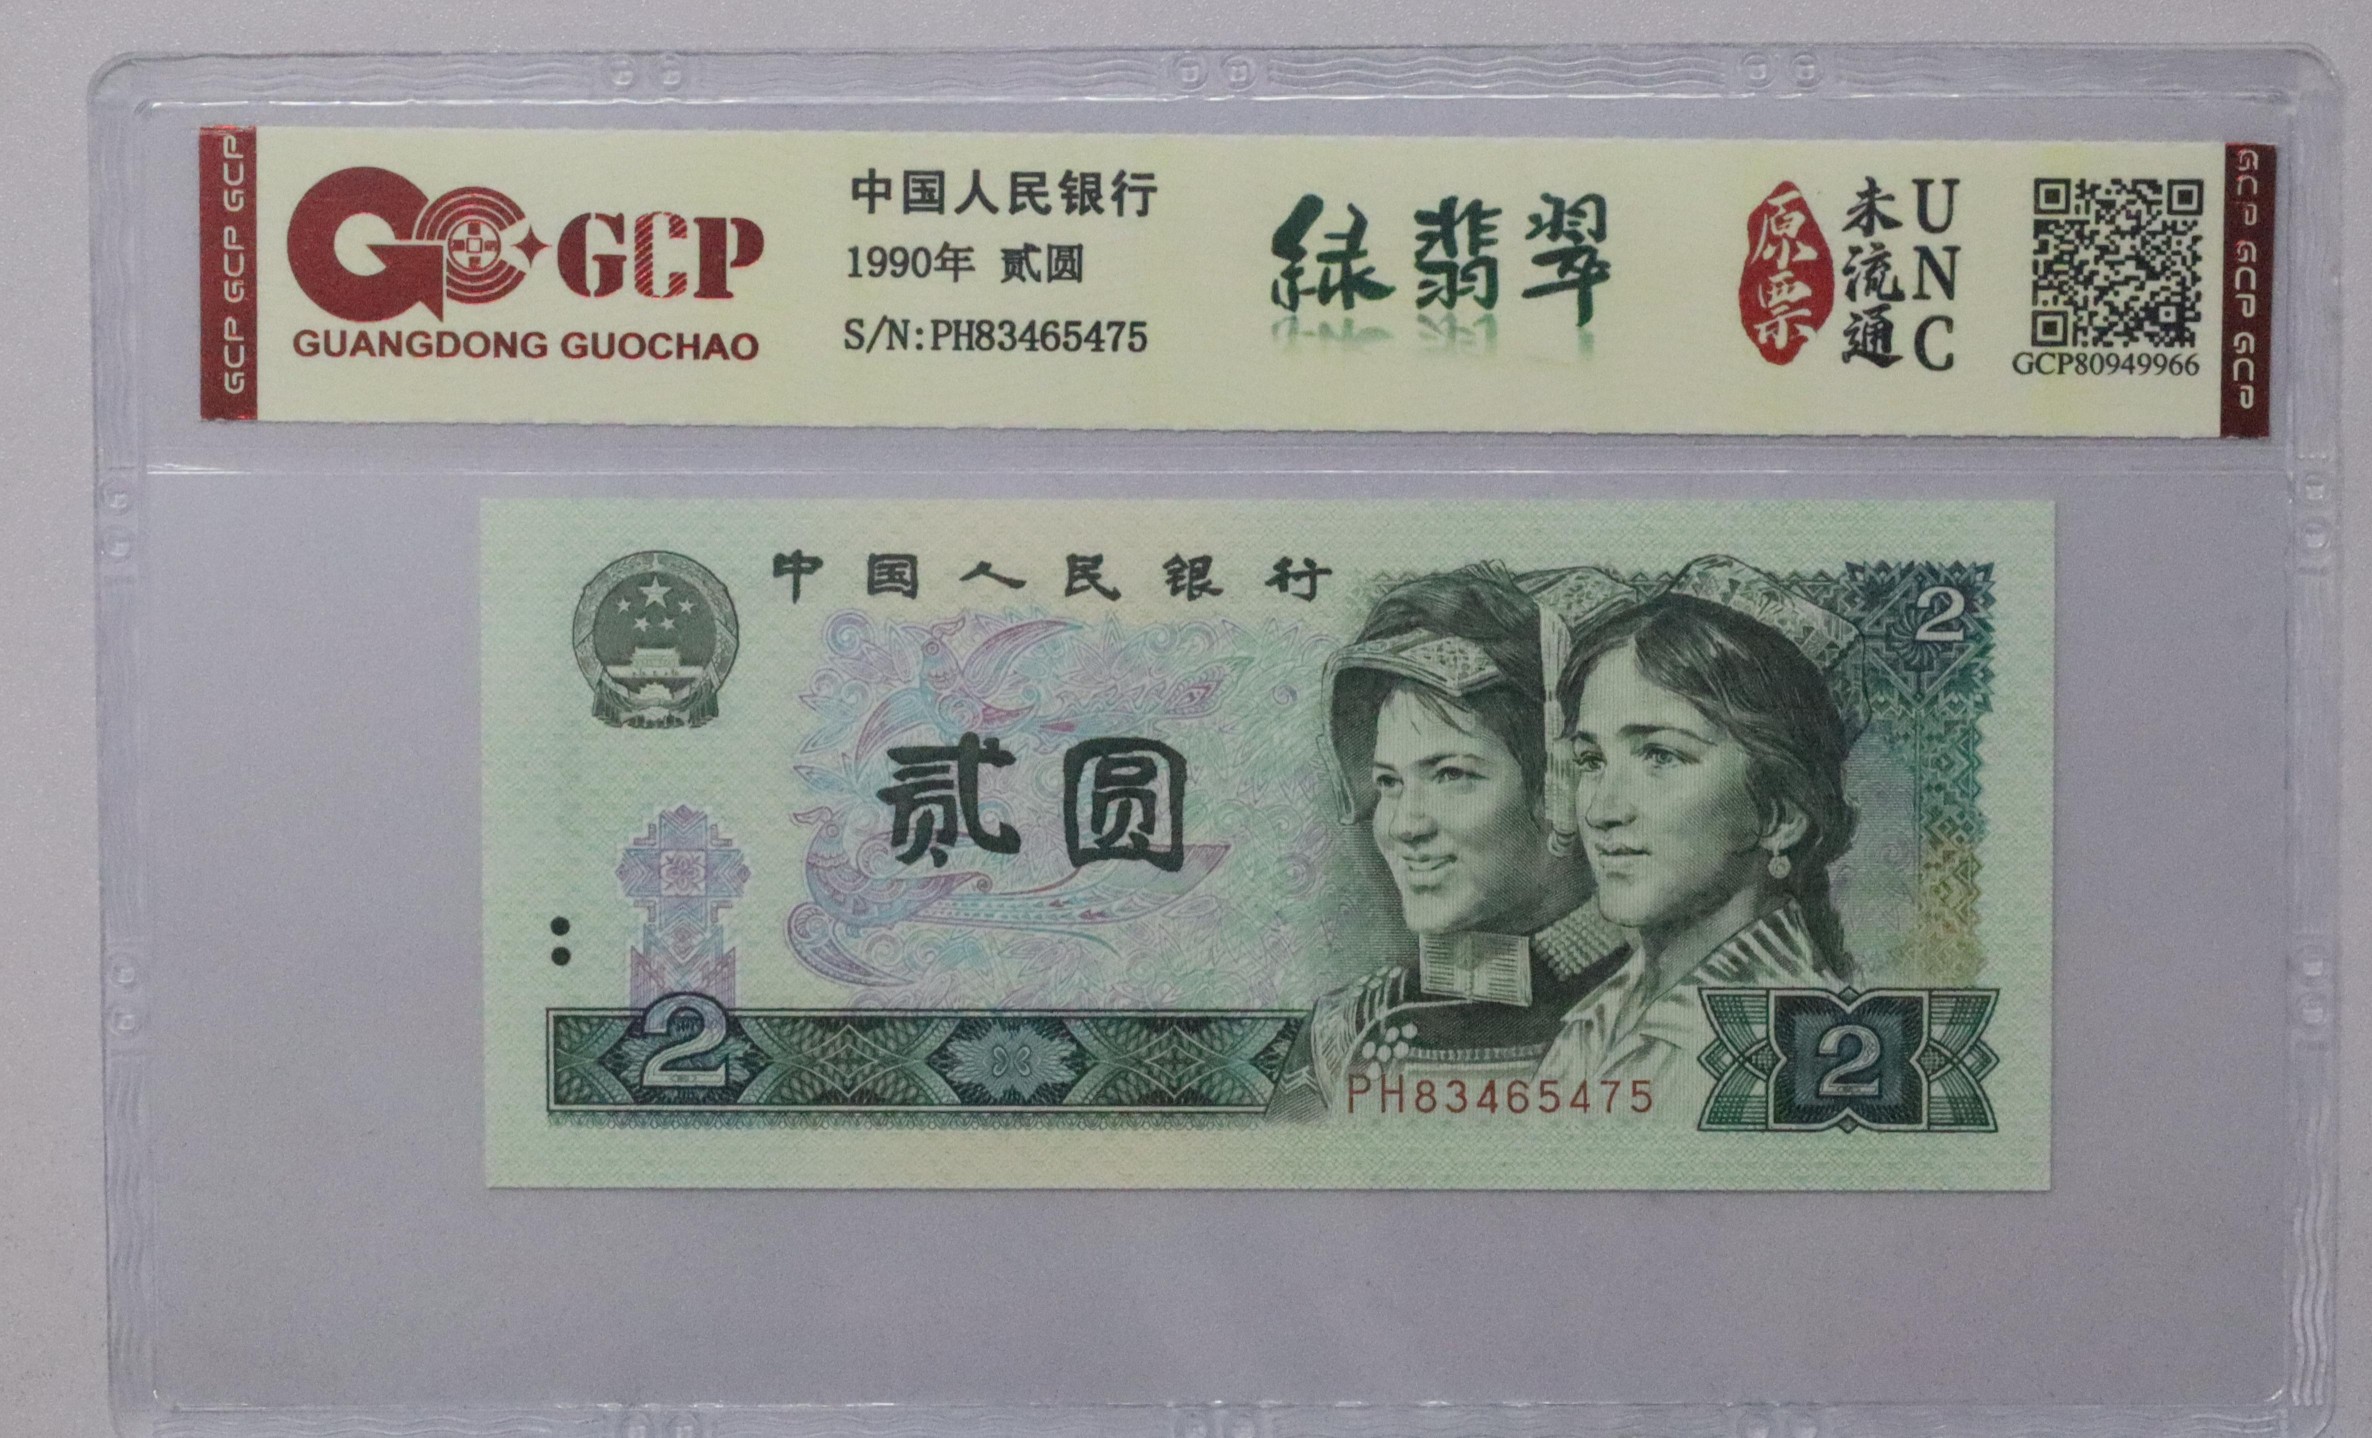 GCP GCP GCP
GCP
GUANGDONG GUOCHAO
中国人民银行
1990年 贰圆
S/N:PH83465475
绿翡翠
原票
未流通
UNC
GCP80949966
GCP GCP GCP
中国人民银行
2
贰圆
2
PH83465475
2